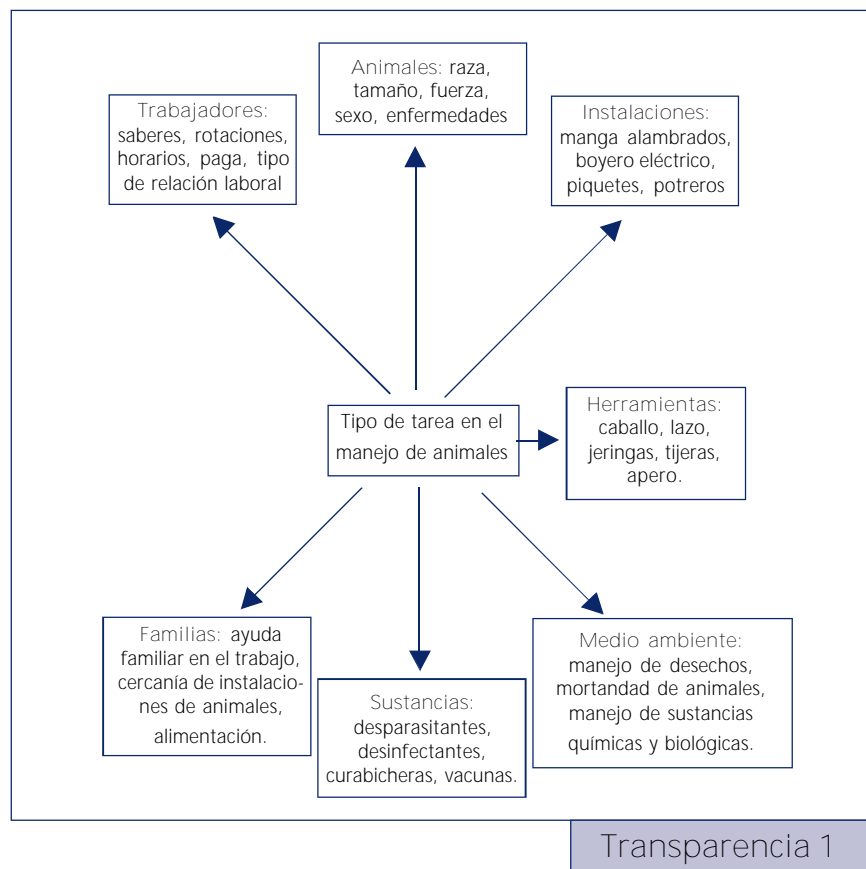 Animales: raza,
tamaño, fuerza,
sexo, enfermedades
Trabajadores:
saberes, rotaciones,
horarios, paga, tipo
de relación laboral
Instalaciones:
manga alambrados,
boyero eléctrico,
piquetes, potreros
Tipo de tarea en el
manejo de animales
Herramientas:
caballo, lazo,
jeringas, tijeras,
apero.
Familias: ayuda
familiar en el trabajo,
cercanía de instalacio-
nes de animales,
alimentación.
Sustancias:
desparasitantes,
desinfectantes,
curabicheras, vacunas.
Medio ambiente:
manejo de desechos,
mortandad de animales,
manejo de sustancias
químicas y biológicas.
Transparencia 1